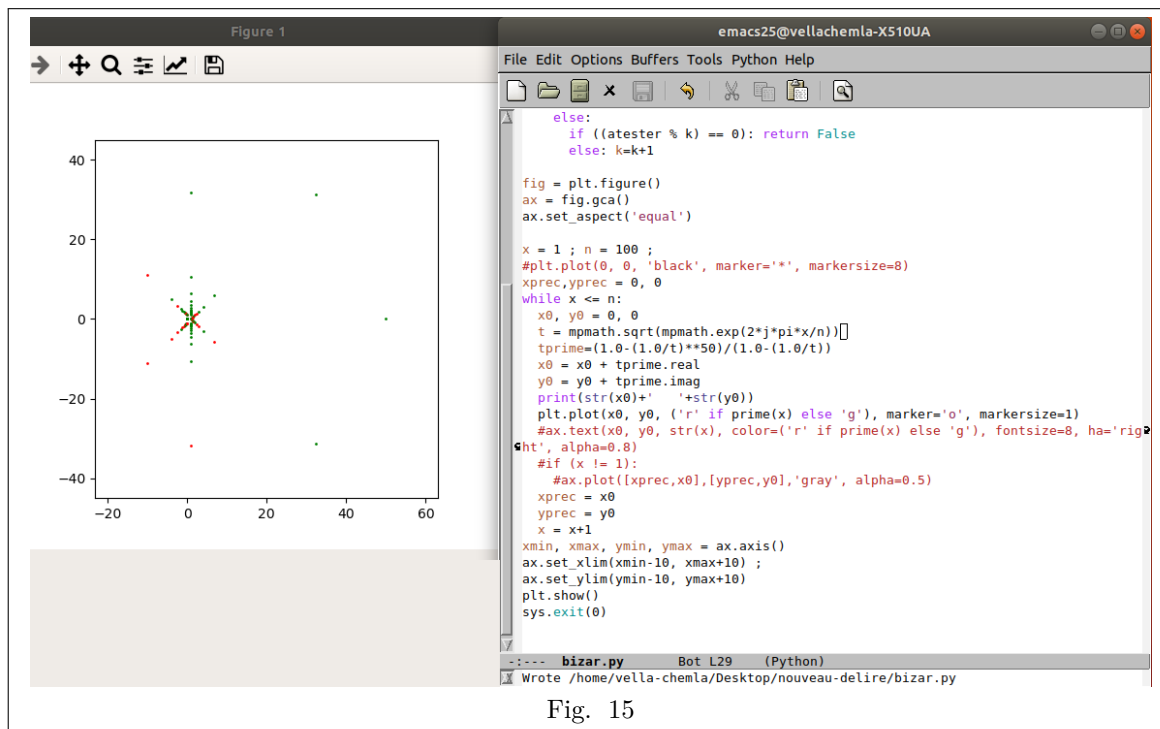 Figure 1
40
20
0
−20
−40
−20 0 20 40 60
emacs25@vellachemla-X510UA
File Edit Options Buffers Tools Python Help
else:
if ((atester % k) == 0): return False
else: k=k+1
fig = plt.figure()
ax = fig.gca()
ax.set_aspect('equal')
x = 1 ; n = 100 ;
#plt.plot(0, 0, 'black', marker='*', markersize=8)
xprec,yprec = 0, 0
while x <= n:
x0, y0 = 0, 0
t = mpmath.sqrt(mpmath.exp(2*j*pi*x/n))
tprime=(1.0-(1.0/t)**50)/(1.0-(1.0/t))
x0 = x0 + tprime.real
y0 = y0 + tprime.imag
print(str(x0)+'   '+str(y0))
plt.plot(x0, y0, ('r' if prime(x) else 'g'), marker='o', markersize=1)
#ax.text(x0, y0, str(x), color=('r' if prime(x) else 'g'), fontsize=8, ha='rig
ht', alpha=0.8)
#if (x != 1):
#ax.plot([xprec,x0],[yprec,y0],'gray', alpha=0.5)
xprec = x0
yprec = y0
x = x+1
xmin, xmax, ymin, ymax = ax.axis()
ax.set_xlim(xmin-10, xmax+10) ;
ax.set_ylim(ymin-10, ymax+10)
plt.show()
sys.exit(0)
-:--- bizar.py Bot L29 (Python)
Wrote /home/vella-chemla/Desktop/nouveau-delire/bizar.py
Fig. 15